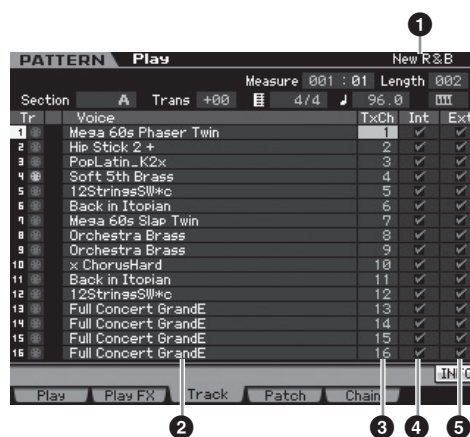 1
PATTERN Play New R&B
Measure 001 : 01 Length 002
Section A Trans +00 4/4 96.0
Tr Voice TxCh Int Ext
1 Mega 60s Phaser Twin 1
2 Hip Stick 2 + 2
3 PopLatin_K2x 3
4 Soft 5th Brass 4
5 12StringsSW*c 5
6 Back in Itopian 6
7 Mega 60s Slap Twin 7
8 Orchestra Brass 8
9 Orchestra Brass 9
10 x ChorusHard 10
11 Back in Itopian 11
12 12StringsSW*c 12
13 Full Concert GrandE 13
14 Full Concert GrandE 14
15 Full Concert GrandE 15
16 Full Concert GrandE 16
INFO
Play Play FX Track Patch Chain
2 3 4 5